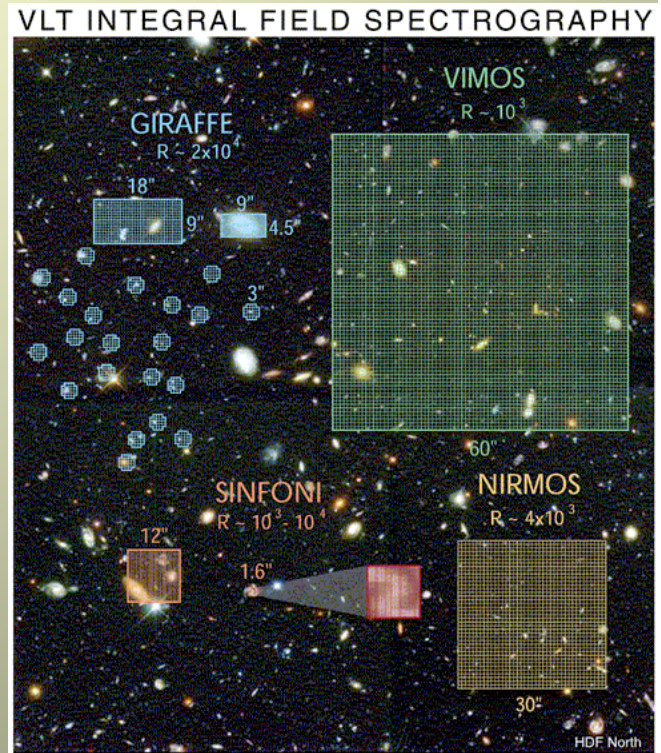 VLT INTEGRAL FIELD SPECTROGRAPHY
VIMOS
R ~ 10³
GIRAFFE
R ~ 2x10⁴
18"
9"
9"
4.5"
3"
60"
SINFONI
R ~ 10³ - 10⁴
12"
1.6"
NIRMOS
R ~ 4x10³
30"
HDF North